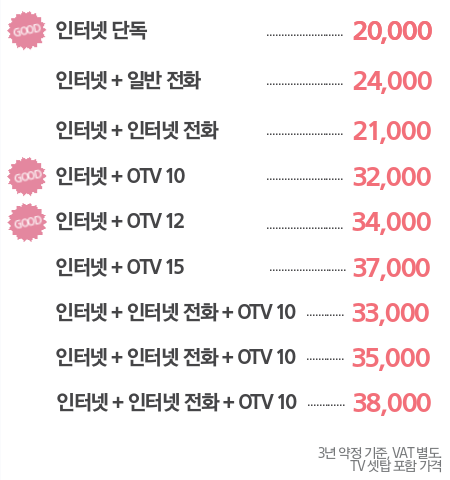 GOOD 인터넷 단독 ........................... 20,000
인터넷 + 일반 전화 ........................... 24,000
인터넷 + 인터넷 전화 ........................... 21,000
GOOD 인터넷 + OTV 10 ........................... 32,000
GOOD 인터넷 + OTV 12 ........................... 34,000
인터넷 + OTV 15 ........................... 37,000
인터넷 + 인터넷 전화 + OTV 10 ............. 33,000
인터넷 + 인터넷 전화 + OTV 10 ............. 35,000
인터넷 + 인터넷 전화 + OTV 10 ............. 38,000
3년 약정 기준, VAT 별도.
TV 셋탑 포함 가격